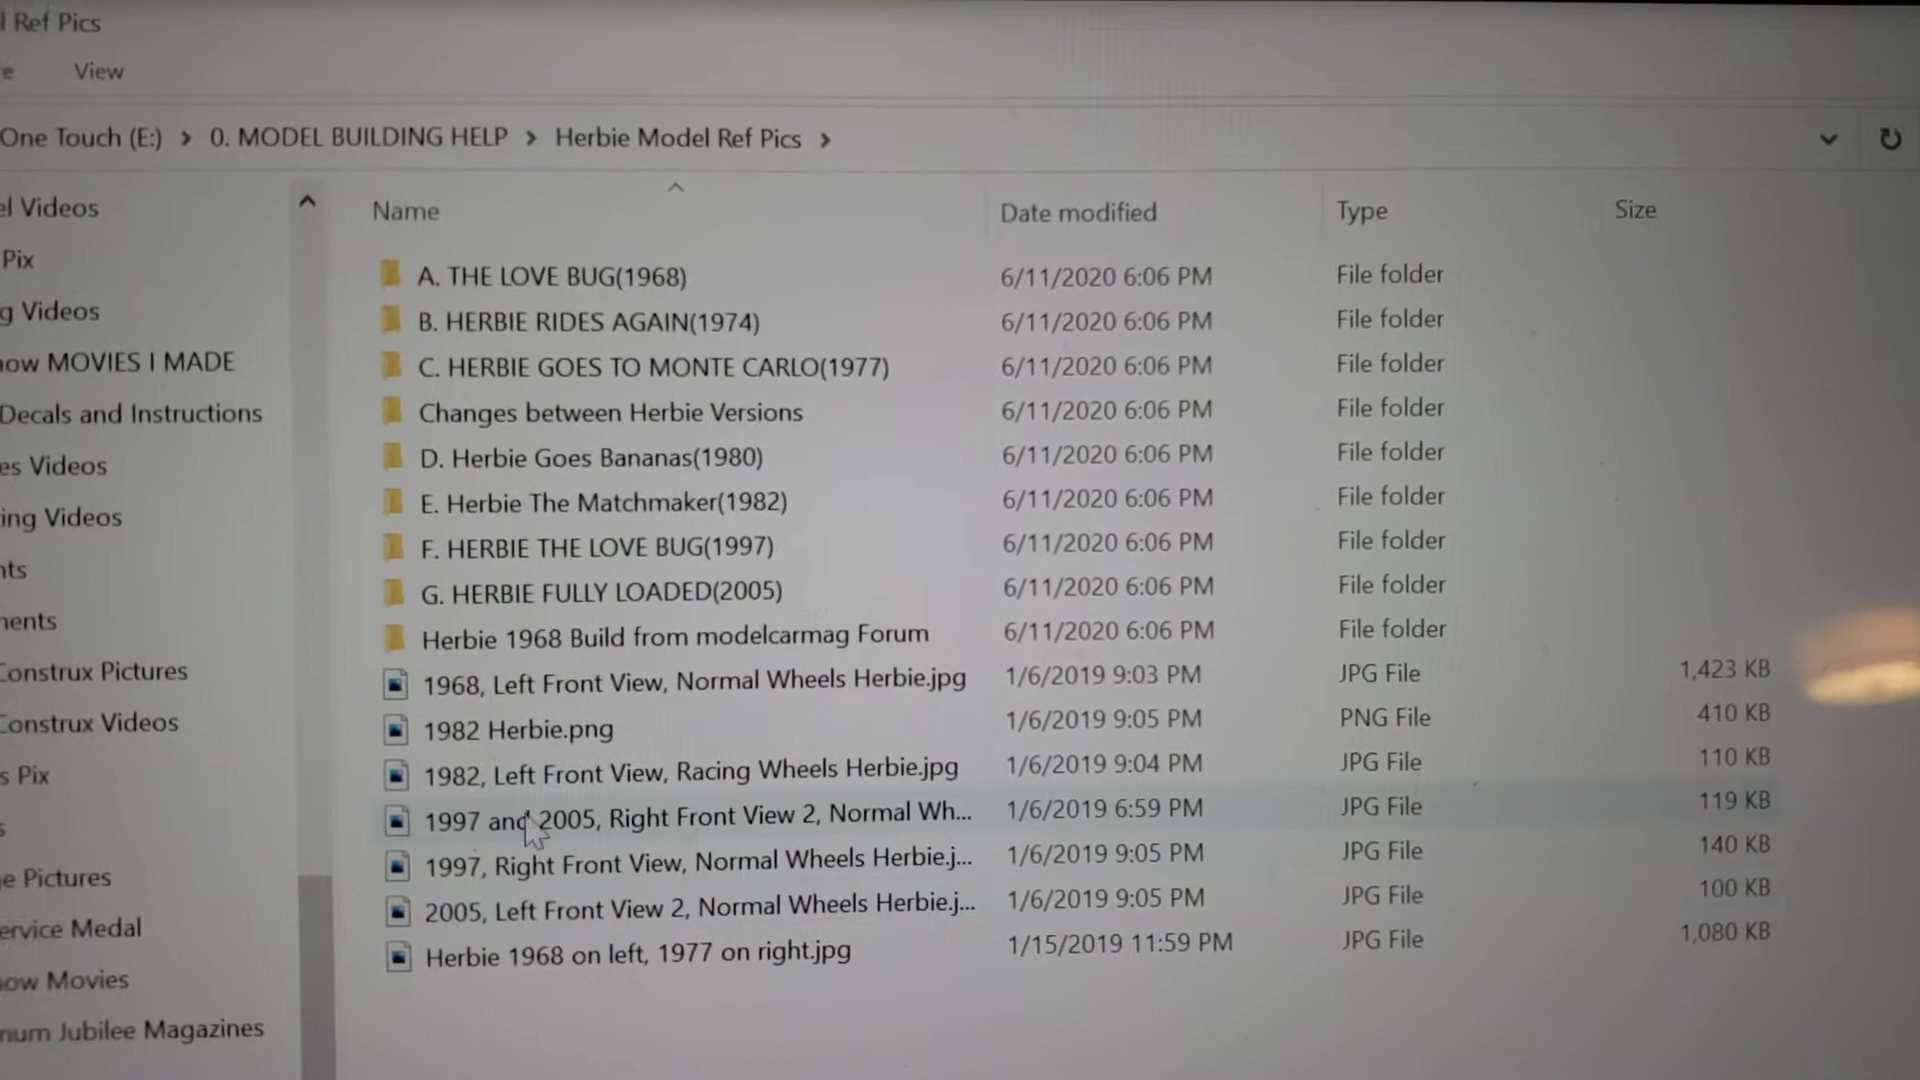 l Ref Pics
e View
One Touch (E:) > 0. MODEL BUILDING HELP > Herbie Model Ref Pics >
el Videos
Pix
g Videos
how MOVIES I MADE
Decals and Instructions
es Videos
ing Videos
nts
ments
Construx Pictures
Construx Videos
s Pix
s
e Pictures
ervice Medal
how Movies
num Jubilee Magazines
Name Date modified Type Size
A. THE LOVE BUG(1968) 6/11/2020 6:06 PM File folder
B. HERBIE RIDES AGAIN(1974) 6/11/2020 6:06 PM File folder
C. HERBIE GOES TO MONTE CARLO(1977) 6/11/2020 6:06 PM File folder
Changes between Herbie Versions 6/11/2020 6:06 PM File folder
D. Herbie Goes Bananas(1980) 6/11/2020 6:06 PM File folder
E. Herbie The Matchmaker(1982) 6/11/2020 6:06 PM File folder
F. HERBIE THE LOVE BUG(1997) 6/11/2020 6:06 PM File folder
G. HERBIE FULLY LOADED(2005) 6/11/2020 6:06 PM File folder
Herbie 1968 Build from modelcarmag Forum 6/11/2020 6:06 PM File folder
1968, Left Front View, Normal Wheels Herbie.jpg 1/6/2019 9:03 PM JPG File 1,423 KB
1982 Herbie.png 1/6/2019 9:05 PM PNG File 410 KB
1982, Left Front View, Racing Wheels Herbie.jpg 1/6/2019 9:04 PM JPG File 110 KB
1997 and 2005, Right Front View 2, Normal Wh... 1/6/2019 6:59 PM JPG File 119 KB
1997, Right Front View, Normal Wheels Herbie.j... 1/6/2019 9:05 PM JPG File 140 KB
2005, Left Front View 2, Normal Wheels Herbie.j... 1/6/2019 9:05 PM JPG File 100 KB
Herbie 1968 on left, 1977 on right.jpg 1/15/2019 11:59 PM JPG File 1,080 KB